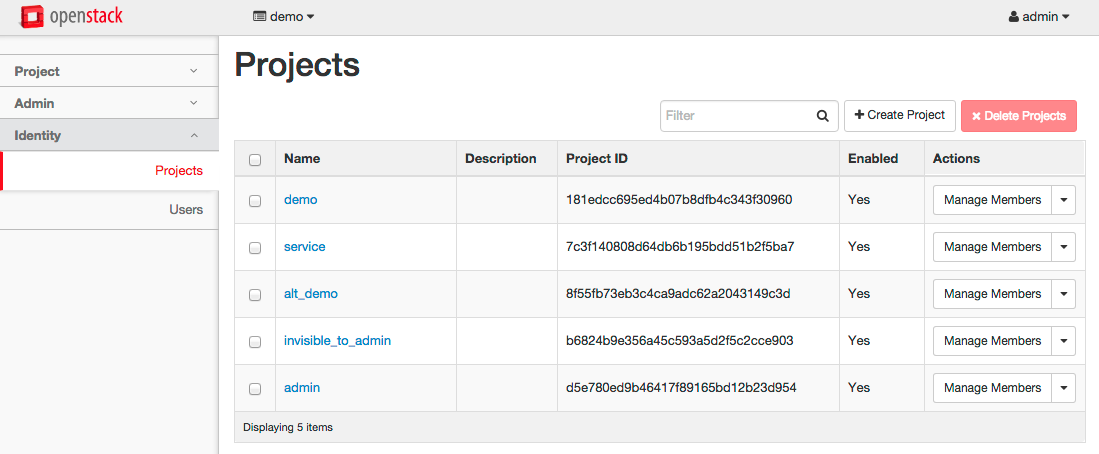 openstack
demo
admin
Project
Admin
Identity
Projects
Users
Projects
Filter
Create Project
Delete Projects
Name Description Project ID Enabled Actions
demo 181edcc695ed4b07b8dfb4c343f30960 Yes Manage Members
service 7c3f140808d64db6b195bdd51b2f5ba7 Yes Manage Members
alt_demo 8f55fb73eb3c4ca9adc62a2043149c3d Yes Manage Members
invisible_to_admin b6824b9e356a45c593a5d2f5c2cce903 Yes Manage Members
admin d5e780ed9b46417f89165bd12b23d954 Yes Manage Members
Displaying 5 items